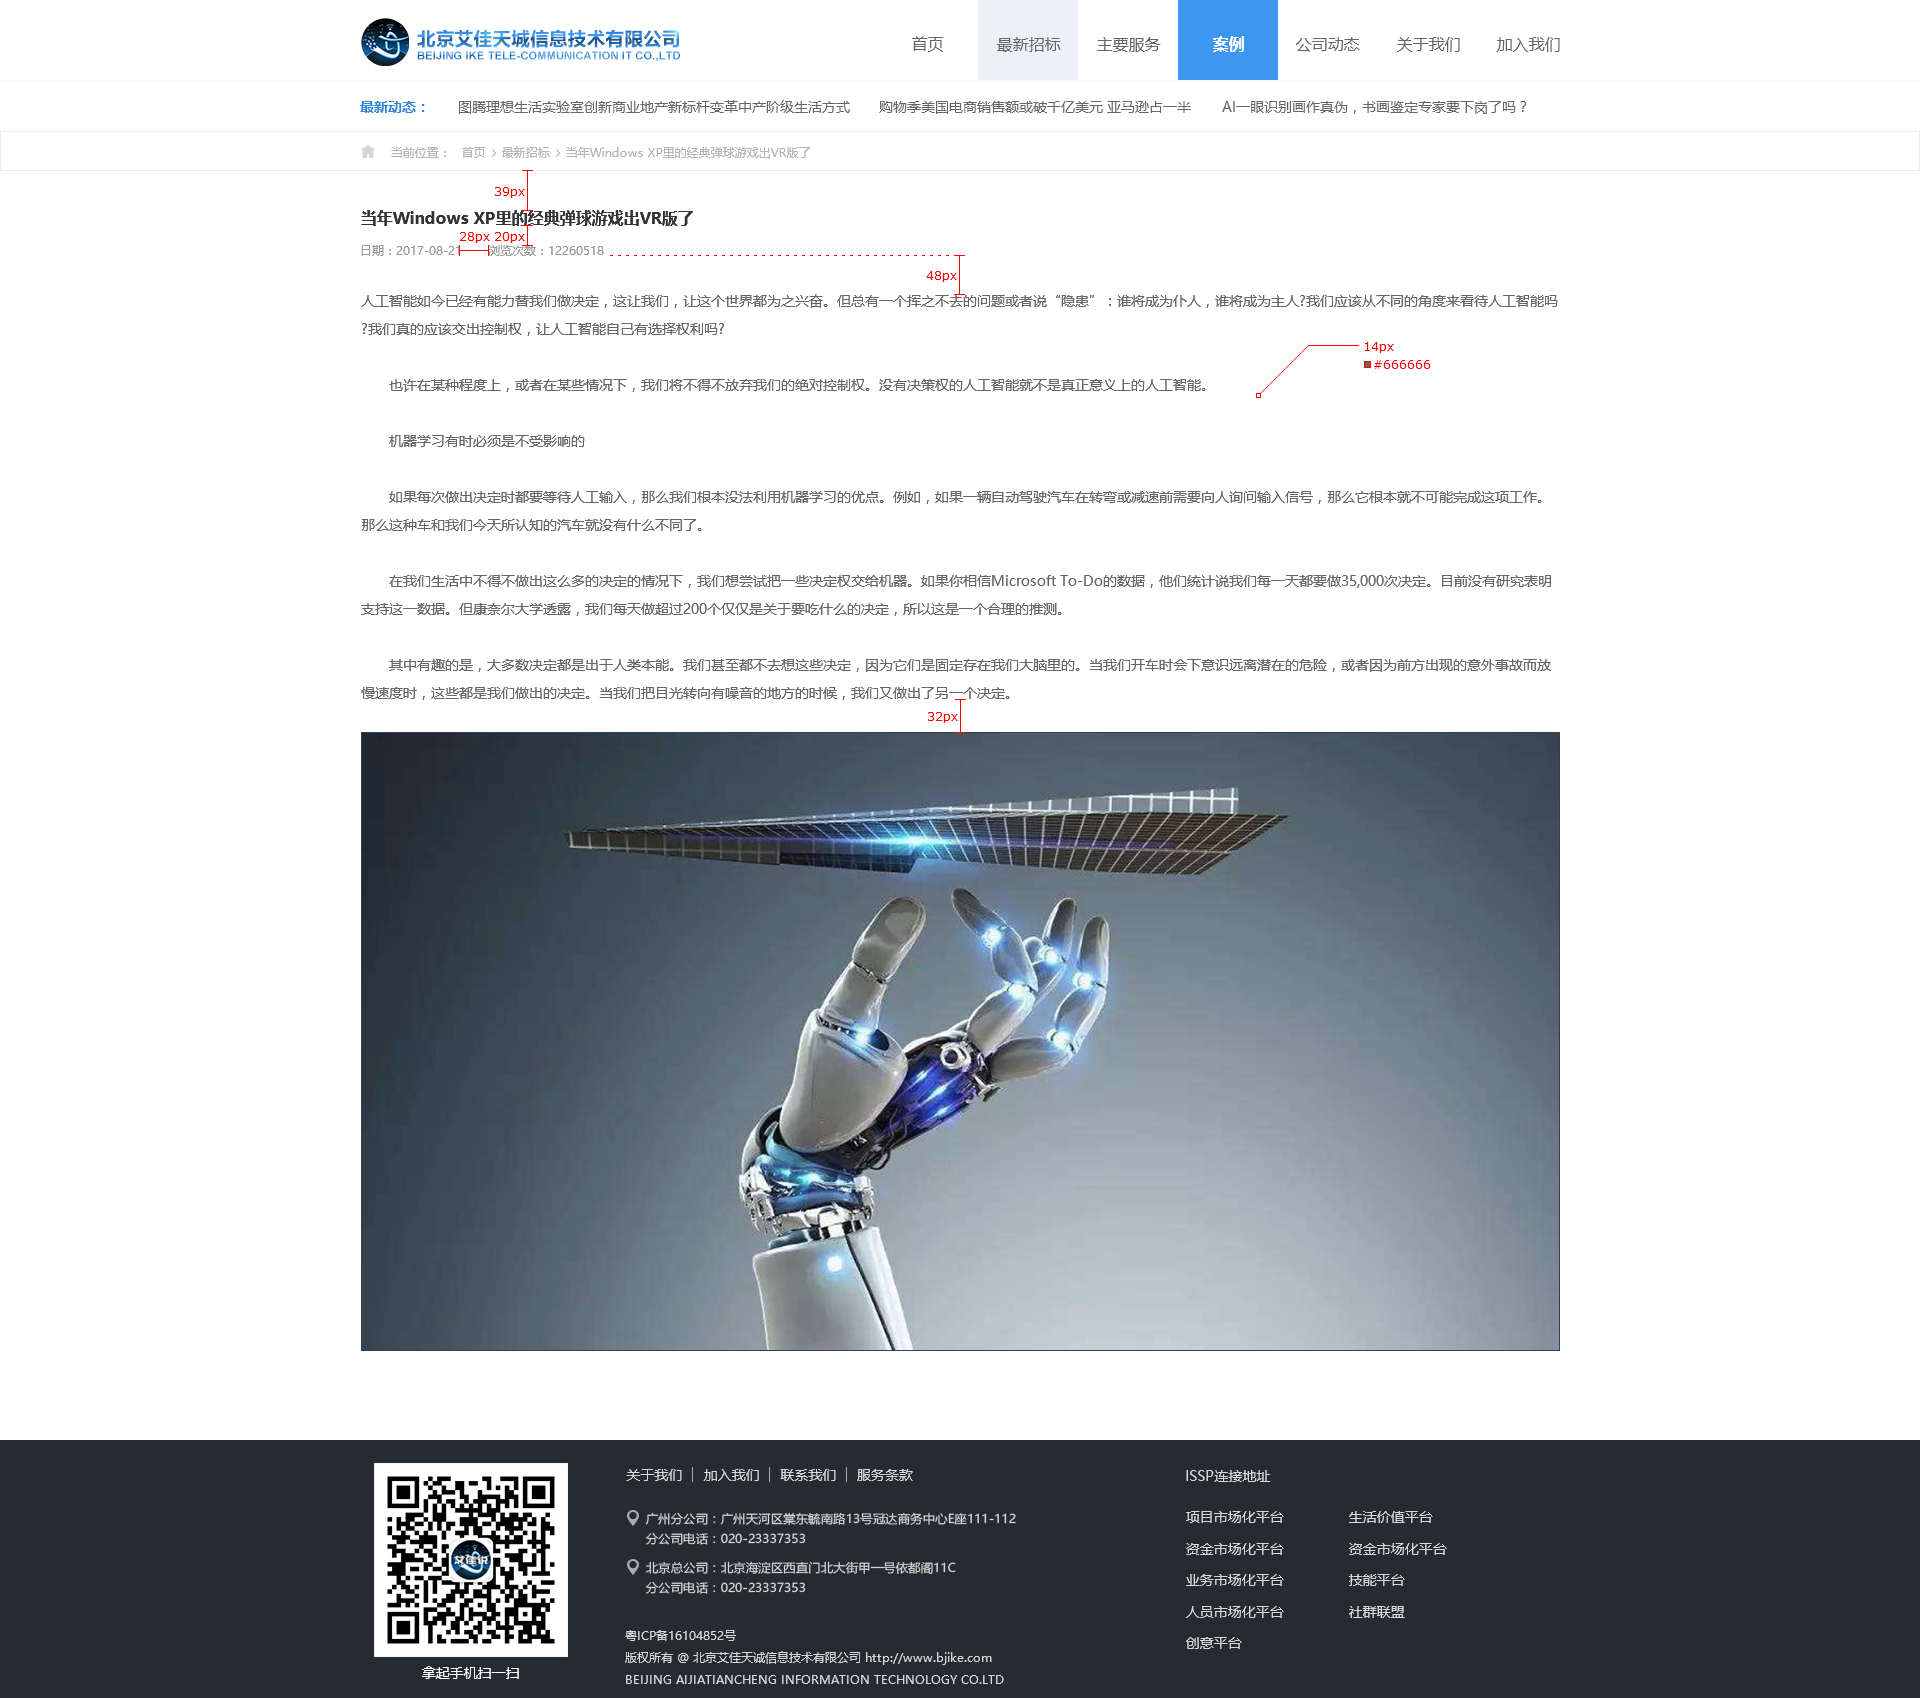 北京艾佳天诚信息技术有限公司
BEIJING IKE TELE-COMMUNICATION IT CO.,LTD
首页 最新招标 主要服务 案例 公司动态 关于我们 加入我们
最新动态： 图腾理想生活实验室创新商业地产新标杆变革中产阶级生活方式 购物季美国电商销售额或破千亿美元 亚马逊占一半 AI一眼识别画作真伪，书画鉴定专家要下岗了吗？
当前位置： 首页 > 最新招标 > 当年Windows XP里的经典弹球游戏出VR版了
39px
当年Windows XP里的经典弹球游戏出VR版了
28px 20px
日期：2017-08-21 浏览次数：12260518
48px
人工智能如今已经有能力替我们做决定，这让我们，让这个世界都为之兴奋。但总有一个挥之不去的问题或者说“隐患”：谁将成为仆人，谁将成为主人?我们应该从不同的角度来看待人工智能吗
?我们真的应该交出控制权，让人工智能自己有选择权利吗?
14px
#666666
也许在某种程度上，或者在某些情况下，我们将不得不放弃我们的绝对控制权。没有决策权的人工智能就不是真正意义上的人工智能。
机器学习有时必须是不受影响的
如果每次做出决定时都要等待人工输入，那么我们根本没法利用机器学习的优点。例如，如果一辆自动驾驶汽车在转弯或减速前需要向人询问输入信号，那么它根本就不可能完成这项工作。
那么这种车和我们今天所认知的汽车就没有什么不同了。
在我们生活中不得不做出这么多的决定的情况下，我们想尝试把一些决定权交给机器。如果你相信Microsoft To-Do的数据，他们统计说我们每一天都要做35,000次决定。目前没有研究表明
支持这一数据。但康奈尔大学透露，我们每天做超过200个仅仅是关于要吃什么的决定，所以这是一个合理的推测。
其中有趣的是，大多数决定都是出于人类本能。我们甚至都不去想这些决定，因为它们是固定存在我们大脑里的。当我们开车时会下意识远离潜在的危险，或者因为前方出现的意外事故而放
慢速度时，这些都是我们做出的决定。当我们把目光转向有噪音的地方的时候，我们又做出了另一个决定。
32px
艾佳说
拿起手机扫一扫
关于我们 | 加入我们 | 联系我们 | 服务条款
广州分公司：广州天河区棠东毓南路13号冠达商务中心E座111-112
分公司电话：020-23337353
北京总公司：北京海淀区西直门北大街甲一号依都阁11C
分公司电话：020-23337353
粤ICP备16104852号
版权所有 @ 北京艾佳天诚信息技术有限公司 http://www.bjike.com
BEIJING AIJIATIANCHENG INFORMATION TECHNOLOGY CO.LTD
ISSP连接地址
项目市场化平台 生活价值平台
资金市场化平台 资金市场化平台
业务市场化平台 技能平台
人员市场化平台 社群联盟
创意平台